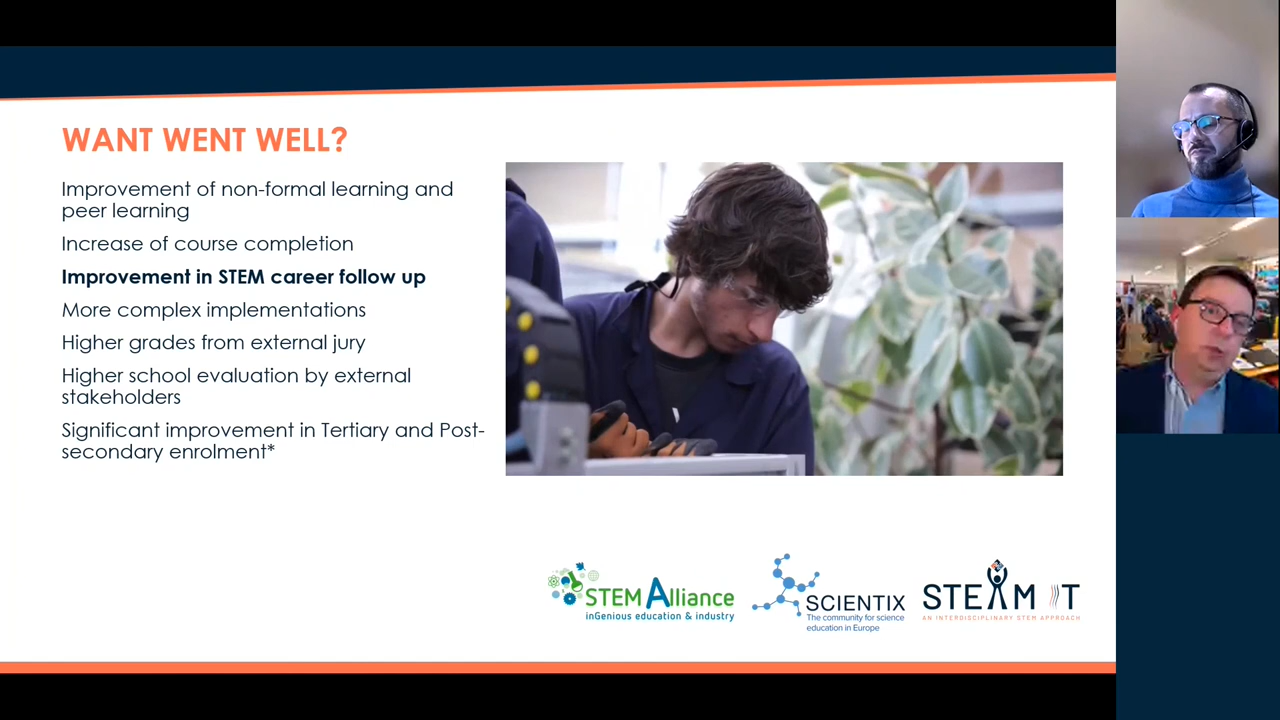 WANT WENT WELL?
Improvement of non-formal learning and
peer learning
Increase of course completion
Improvement in STEM career follow up
More complex implementations
Higher grades from external jury
Higher school evaluation by external
stakeholders
Significant improvement in Tertiary and Post-
secondary enrolment*
STEM Alliance
inGenious education & industry
SCIENTIX
The community for science
education in Europe
STEAM IT
AN INTERDISCIPLINARY STEM APPROACH